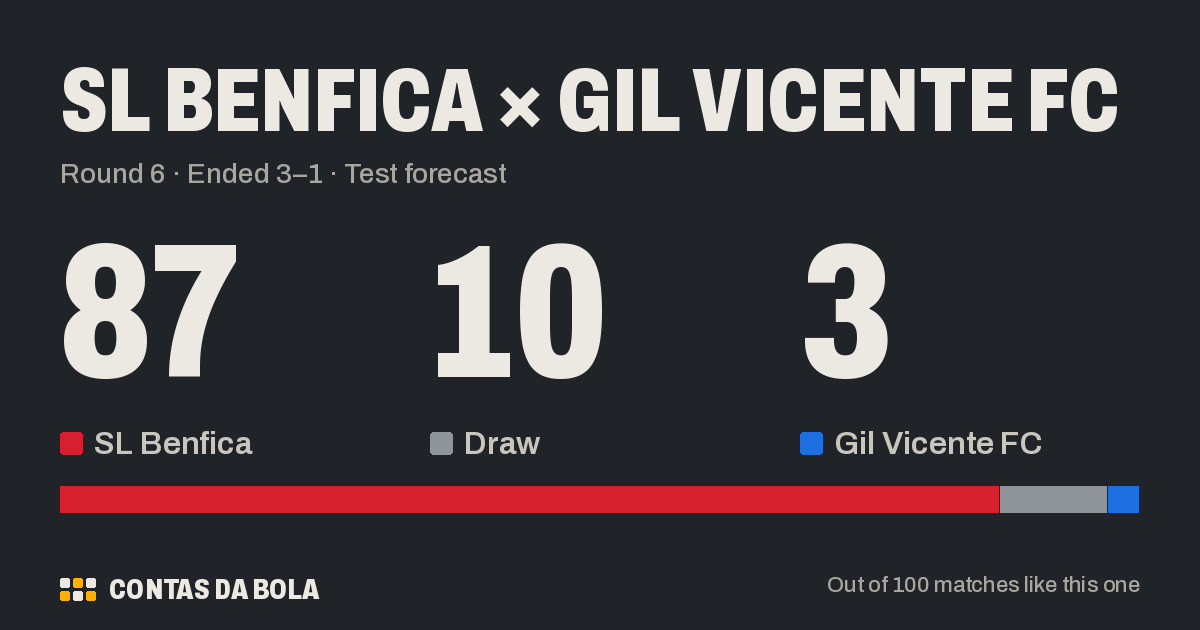 SL BENFICA × GIL VICENTE FC
Round 6 · Ended 3–1 · Test forecast
87 10 3
SL Benfica Draw Gil Vicente FC
CONTAS DA BOLA
Out of 100 matches like this one